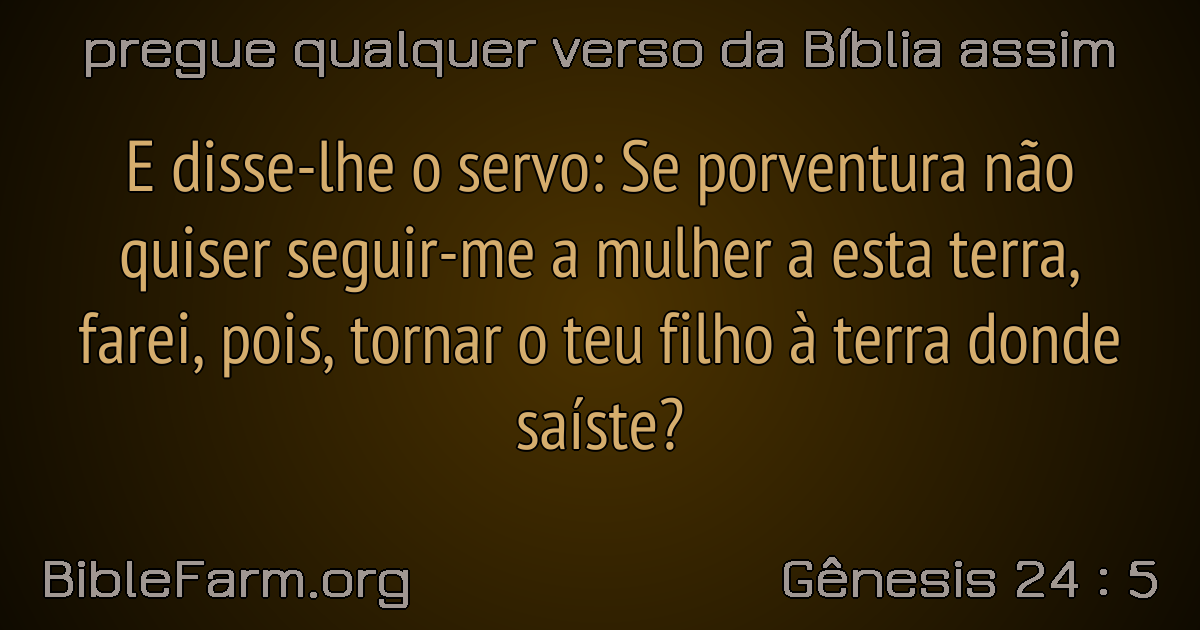 pregue qualquer verso da Bíblia assim
E disse-lhe o servo: Se porventura não
quiser seguir-me a mulher a esta terra,
farei, pois, tornar o teu filho à terra donde
saíste?
BibleFarm.org
Gênesis 24 : 5